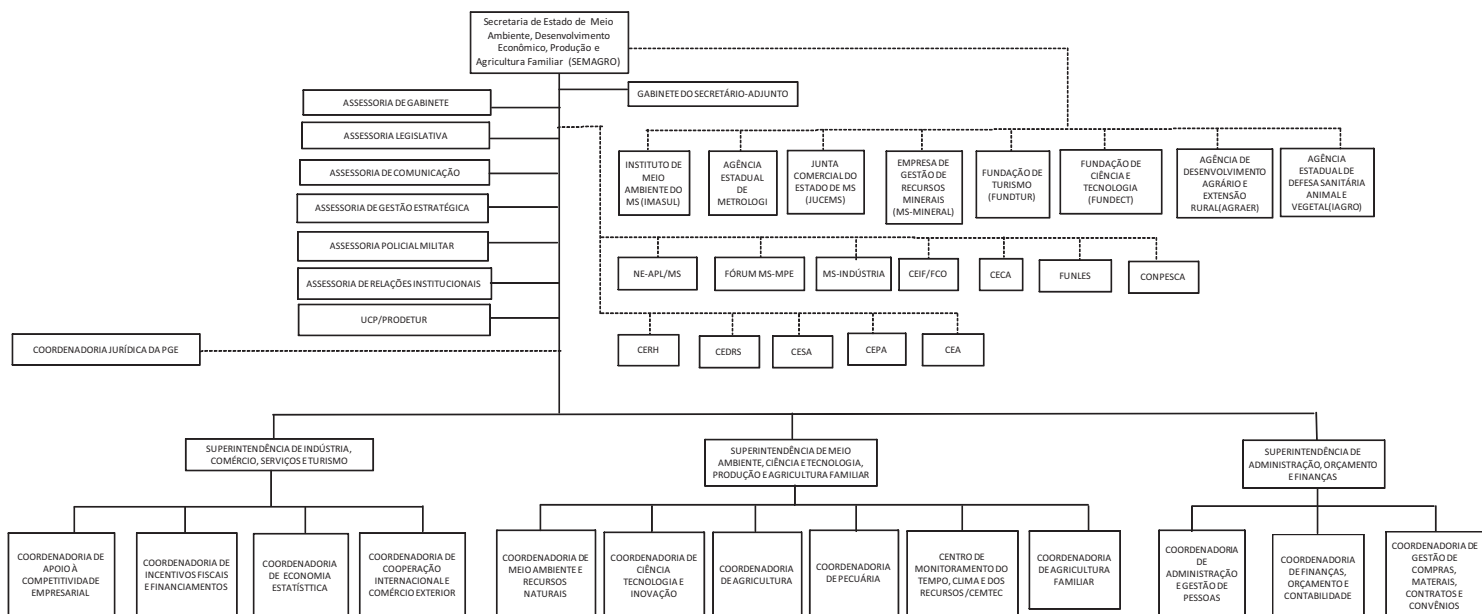 Secretaria de Estado de Meio
Ambiente, Desenvolvimento
Econômico, Produção e
Agricultura Familiar (SEMAGRO)
GABINETE DO SECRETÁRIO-ADJUNTO
ASSESSORIA DE GABINETE
ASSESSORIA LEGISLATIVA
ASSESSORIA DE COMUNICAÇÃO
ASSESSORIA DE GESTÃO ESTRATÉGICA
ASSESSORIA POLICIAL MILITAR
ASSESSORIA DE RELAÇÕES INSTITUCIONAIS
UCP/PRODETUR
COORDENADORIA JURÍDICA DA PGE
INSTITUTO DE
MEIO
AMBIENTE DO
MS (IMASUL)
AGÊNCIA
ESTADUAL
DE
METROLOGI
JUNTA
COMERCIAL DO
ESTADO DE MS
(JUCEMS)
EMPRESA DE
GESTÃO DE
RECURSOS
MINERAIS
(MS-MINERAL)
FUNDAÇÃO DE
TURISMO
(FUNDTUR)
FUNDAÇÃO DE
CIÊNCIA E
TECNOLOGIA
(FUNDECT)
AGÊNCIA DE
DESENVOLVIMENTO
AGRÁRIO E
EXTENSÃO
RURAL(AGRAER)
AGÊNCIA
ESTADUAL DE
DEFESA SANITÁRIA
ANIMAL E
VEGETAL(IAGRO)
NE-APL/MS
FÓRUM MS-MPE
MS-INDÚSTRIA
CEIF/FCO
CECA
FUNLES
CONPESCA
CERH
CEDRS
CESA
CEPA
CEA
SUPERINTENDÊNCIA DE INDÚSTRIA,
COMÉRCIO, SERVIÇOS E TURISMO
SUPERINTENDÊNCIA DE MEIO
AMBIENTE, CIÊNCIA E TECNOLOGIA,
PRODUÇÃO E AGRICULTURA FAMILIAR
SUPERINTENDÊNCIA DE
ADMINISTRAÇÃO, ORÇAMENTO
E FINANÇAS
COORDENADORIA DE
APOIO À
COMPETITIVIDADE
EMPRESARIAL
COORDENADORIA DE
INCENTIVOS FISCAIS
E FINANCIAMENTOS
COORDENADORIA
DE ECONOMIA
ESTATÍSTTICA
COORDENADORIA DE
COOPERAÇÃO
INTERNACIONAL E
COMÉRCIO EXTERIOR
COORDENADORIA DE
MEIO AMBIENTE E
RECURSOS
NATURAIS
COORDENADORIA DE
CIÊNCIA
TECNOLOGIA E
INOVAÇÃO
COORDENADORIA
DE AGRICULTURA
COORDENADORIA
DE PECUÁRIA
CENTRO DE
MONITORAMENTO DO
TEMPO, CLIMA E DOS
RECURSOS /CEMTEC
COORDENADORIA
DE AGRICULTURA
FAMILIAR
COORDENADORIA
DE
ADMINISTRAÇÃO
E GESTÃO DE
PESSOAS
COORDENADORIA
DE FINANÇAS,
ORÇAMENTO E
CONTABILIDADE
COORDENADORIA DE
GESTÃO DE
COMPRAS,
MATERAIS,
CONTRATOS E
CONVÊNIOS